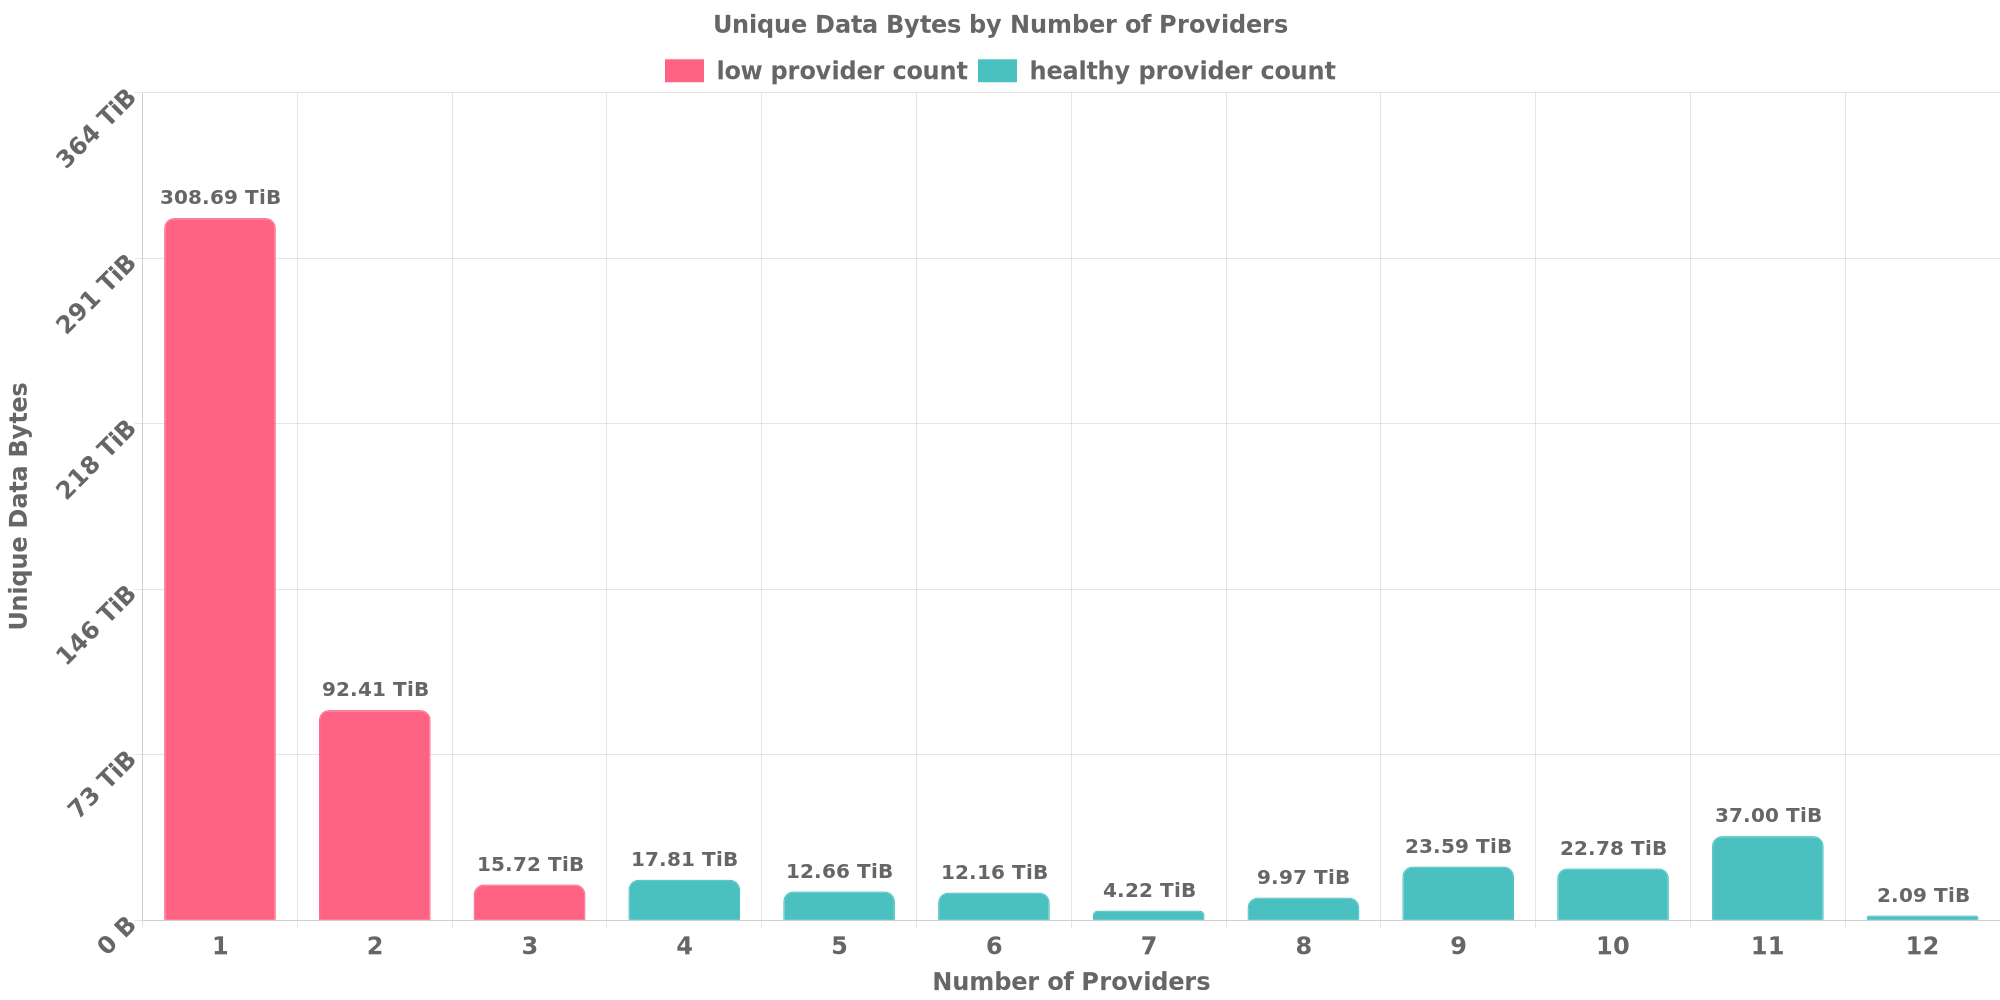 Unique Data Bytes by Number of Providers
low provider count healthy provider count
364 TiB
291 TiB
218 TiB
146 TiB
73 TiB
0 B
Unique Data Bytes
308.69 TiB
92.41 TiB
15.72 TiB
17.81 TiB
12.66 TiB
12.16 TiB
4.22 TiB
9.97 TiB
23.59 TiB
22.78 TiB
37.00 TiB
2.09 TiB
1 2 3 4 5 6 7 8 9 10 11 12
Number of Providers